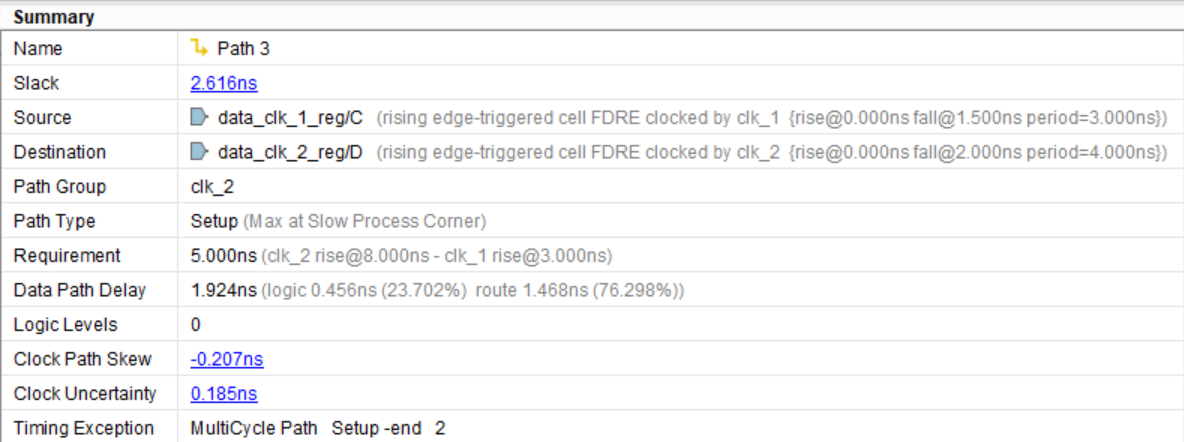 Summary
Name Path 3
Slack 2.616ns
Source data_clk_1_reg/C (rising edge-triggered cell FDRE clocked by clk_1 {rise@0.000ns fall@1.500ns period=3.000ns})
Destination data_clk_2_reg/D (rising edge-triggered cell FDRE clocked by clk_2 {rise@0.000ns fall@2.000ns period=4.000ns})
Path Group clk_2
Path Type Setup (Max at Slow Process Corner)
Requirement 5.000ns (clk_2 rise@8.000ns - clk_1 rise@3.000ns)
Data Path Delay 1.924ns (logic 0.456ns (23.702%) route 1.468ns (76.298%))
Logic Levels 0
Clock Path Skew -0.207ns
Clock Uncertainty 0.185ns
Timing Exception MultiCycle Path Setup -end 2